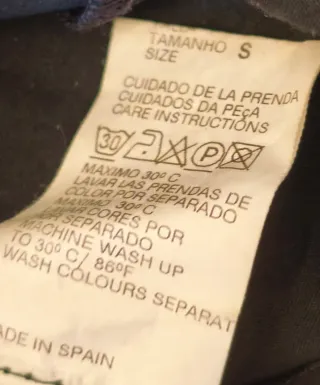 TAMANHO S
SIZE
CUIDADO DE LA PRENDA
CUIDADOS DA PEÇA
CARE INSTRUCTIONS
30 P
MAXIMO 30º C
LAVAR LAS PRENDAS DE
COLOR POR SEPARADO
MAXIMO 30º C
CORES POR
SEPARADO
MACHINE WASH UP
TO 30º C/ 86ºF
WASH COLOURS SEPARAT
ADE IN SPAIN